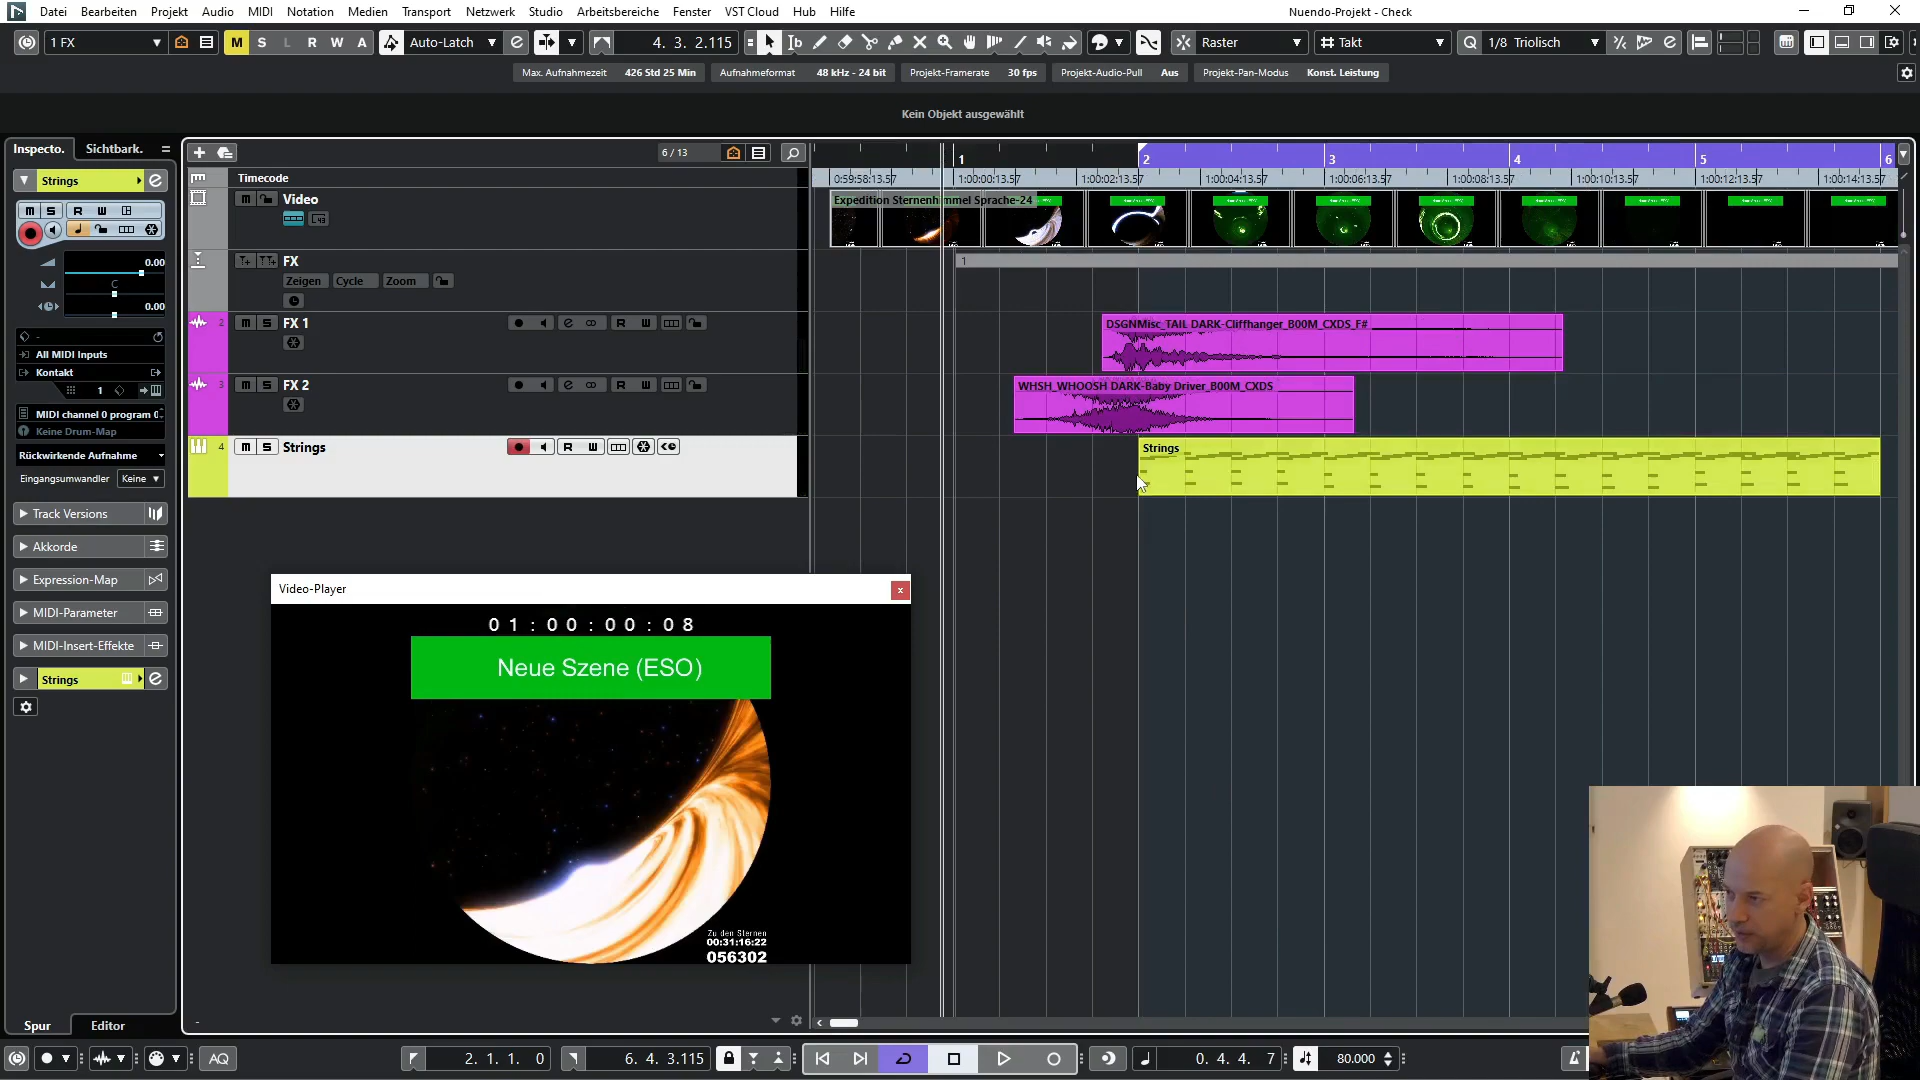 Datei Bearbeiten Projekt Audio MIDI Notation Medien Transport Netzwerk Studio Arbeitsbereiche Fenster VST Cloud Hub Hilfe
Nuendo-Projekt - Check
1 FX
M S L R W A
Auto-Latch
4. 3. 2.115
Raster
Takt
Q 1/8 Triolisch
Max. Aufnahmezeit 426 Std 25 Min
Aufnahmeformat 48 kHz - 24 bit
Projekt-Framerate 30 fps
Projekt-Audio-Pull Aus
Projekt-Pan-Modus Konst. Leistung
Kein Objekt ausgewählt
Inspecto. Sichtbark.
Strings
M S R W
0.00
C
0.00
All MIDI Inputs
Kontakt
1
MIDI channel 0 program 0
Keine Drum-Map
Rückwirkende Aufnahme
Eingangsumwandler Keine
Track Versions
Akkorde
Expression-Map
MIDI-Parameter
MIDI-Insert-Effekte
Strings
Spur Editor
6 / 13
Timecode
Video
FX
Zeigen Cycle Zoom
2 M S FX 1 R W
3 M S FX 2 R W
4 M S Strings R W
1 2 3 4 5 6
0:59:58:13.57 1:00:00:13.57 1:00:02:13.57 1:00:04:13.57 1:00:06:13.57 1:00:08:13.57 1:00:10:13.57 1:00:12:13.57 1:00:14:13.57
Expedition Sternenhimmel Sprache-24
1
DSGNMisc_TAIL DARK-Cliffhanger_B00M_CXDS_F#
WHSH_WHOOSH DARK-Baby Driver_B00M_CXDS
Strings
Video-Player
01:00:00:08
Neue Szene (ESO)
Zu den Sternen
00:31:16:22
056302
AQ
2. 1. 1. 0
6. 4. 3.115
0. 4. 4. 7
80.000